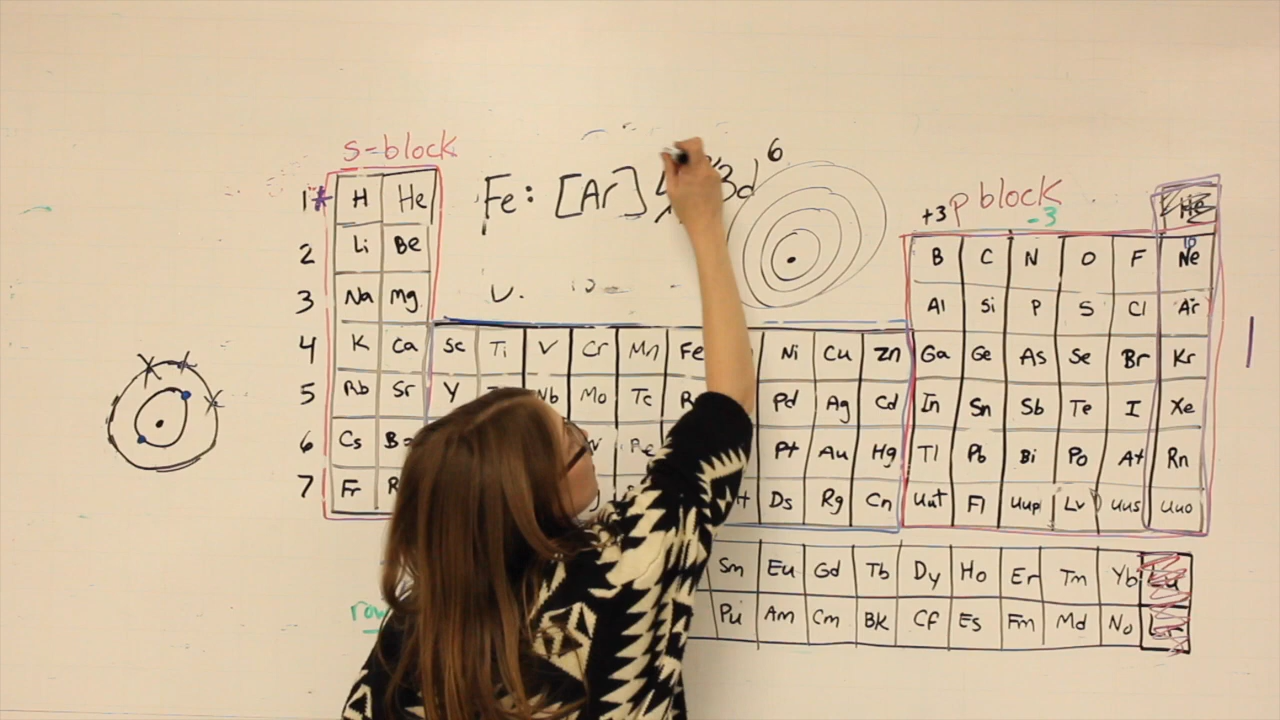 s-block
Fe: [Ar] 3d 6
p block
+3 -3
1* H He He
2 Li Be B C N O F Ne
3 Na Mg Al Si P S Cl Ar
4 K Ca Sc Ti V Cr Mn Fe Ni Cu Zn Ga Ge As Se Br Kr
5 Rb Sr Y Nb Mo Tc Pd Ag Cd In Sn Sb Te I Xe
6 Cs Pt Au Hg Tl Pb Bi Po At Rn
7 Fr Ds Rg Cn Uut Fl Uup Lv Uus Uuo
Sm Eu Gd Tb Dy Ho Er Tm Yb
row Pu Am Cm BK Cf Es Fm Md No